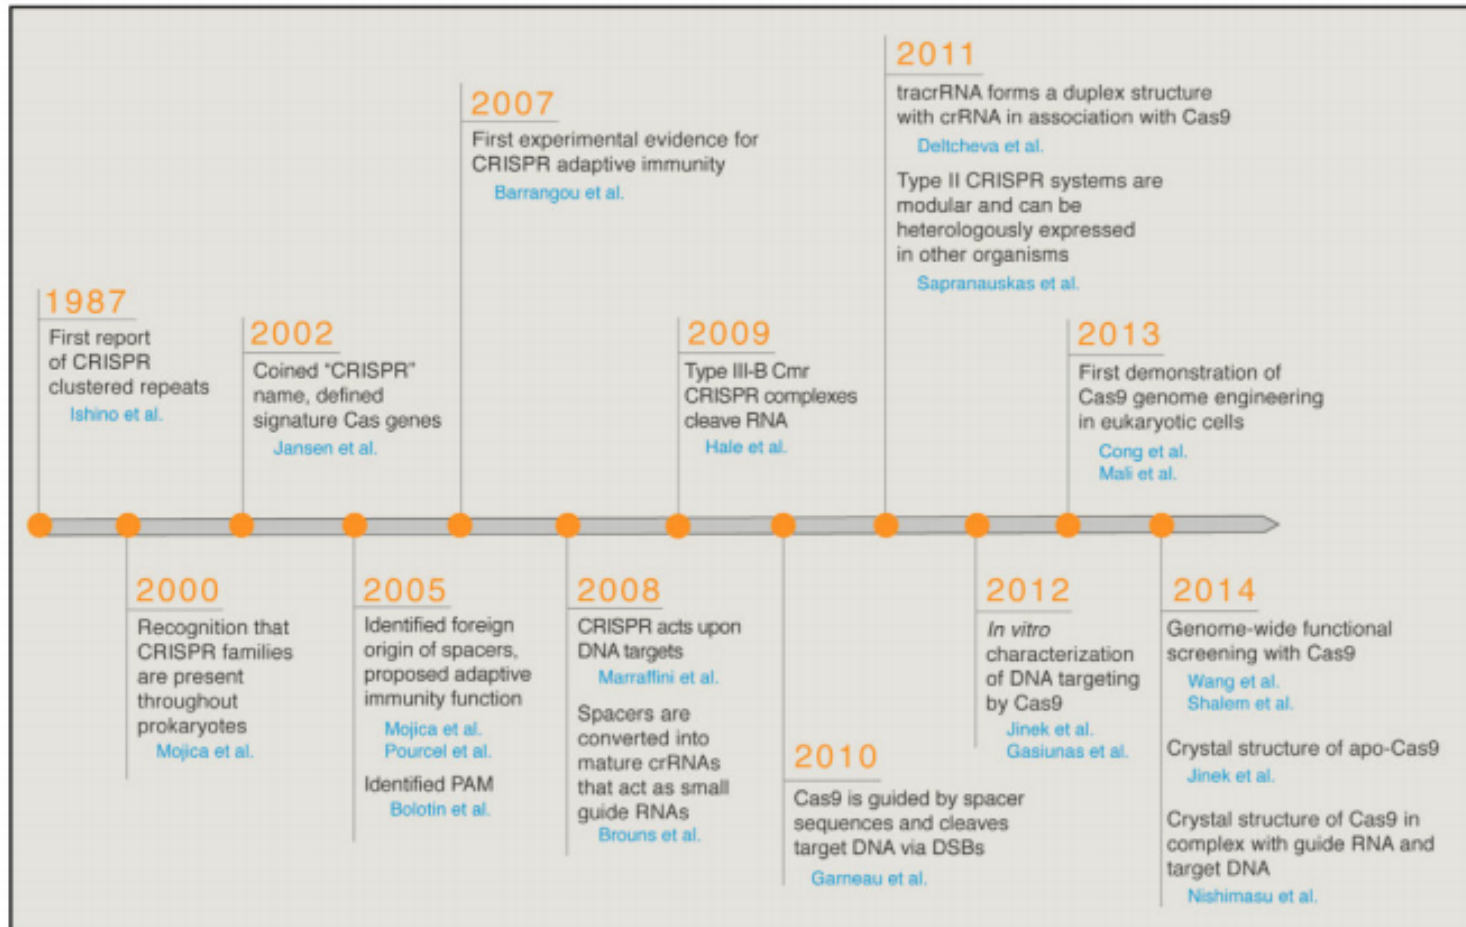 1987
First report
of CRISPR
clustered repeats
Ishino et al.
2000
Recognition that
CRISPR families
are present
throughout
prokaryotes
Mojica et al.
2002
Coined “CRISPR”
name, defined
signature Cas genes
Jansen et al.
2005
Identified foreign
origin of spacers,
proposed adaptive
immunity function
Mojica et al.
Pourcel et al.
Identified PAM
Bolotin et al.
2007
First experimental evidence for
CRISPR adaptive immunity
Barrangou et al.
2008
CRISPR acts upon
DNA targets
Marraffini et al.
Spacers are
converted into
mature crRNAs
that act as small
guide RNAs
Brouns et al.
2009
Type III-B Cmr
CRISPR complexes
cleave RNA
Hale et al.
2010
Cas9 is guided by spacer
sequences and cleaves
target DNA via DSBs
Garneau et al.
2011
tracrRNA forms a duplex structure
with crRNA in association with Cas9
Deltcheva et al.
Type II CRISPR systems are
modular and can be
heterologously expressed
in other organisms
Sapranauskas et al.
2012
In vitro
characterization
of DNA targeting
by Cas9
Jinek et al.
Gasiunas et al.
2013
First demonstration of
Cas9 genome engineering
in eukaryotic cells
Cong et al.
Mali et al.
2014
Genome-wide functional
screening with Cas9
Wang et al.
Shalem et al.
Crystal structure of apo-Cas9
Jinek et al.
Crystal structure of Cas9 in
complex with guide RNA and
target DNA
Nishimasu et al.